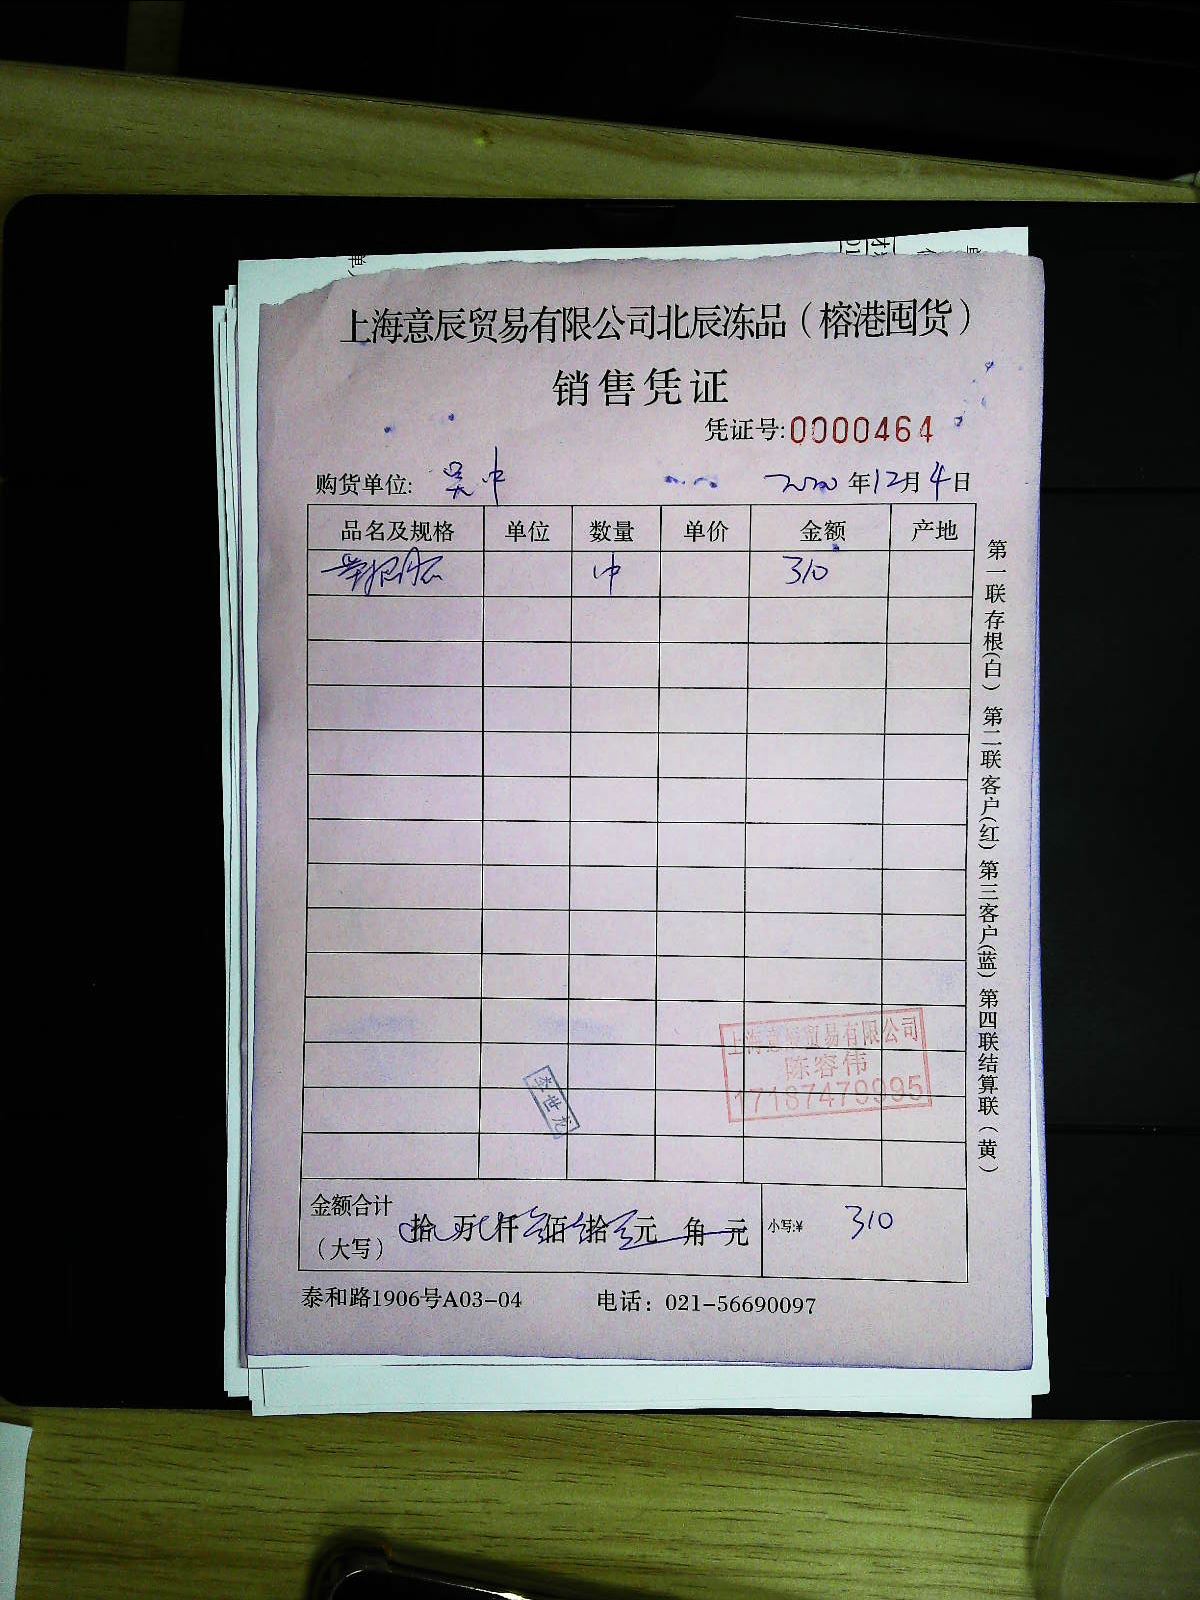 上海意辰贸易有限公司北辰冻品（榕港囤货）
销售凭证
凭证号:0000464
购货单位: 吴中 2020年12月4日
品名及规格 单位 数量 单价 金额 产地
310
上海意辰贸易有限公司
陈容伟
17187479995
世龙
金额合计
（大写） 拾 万 仟 佰 拾 元 角 元 小写:¥ 310
泰和路1906号A03-04 电话：021-56690097
第一联存根（白）第二联客户（红）第三客户（蓝）第四联结算联（黄）